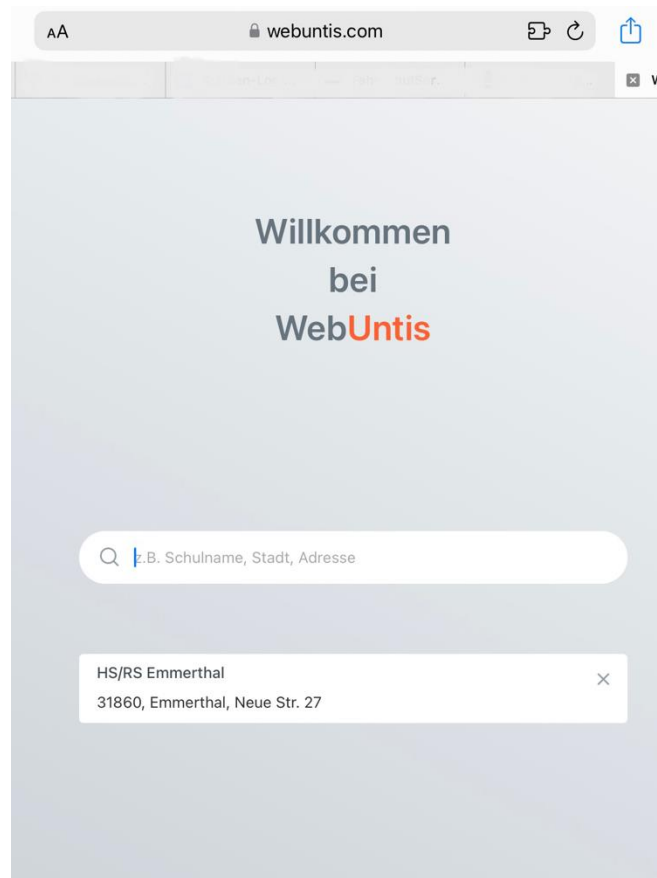 AA
webuntis.com
Willkommen
bei
WebUntis
z.B. Schulname, Stadt, Adresse
HS/RS Emmerthal
31860, Emmerthal, Neue Str. 27